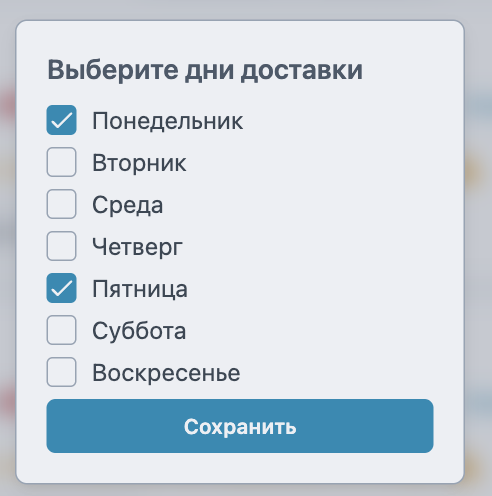 Выберите дни доставки
Понедельник
Вторник
Среда
Четверг
Пятница
Суббота
Воскресенье
Сохранить